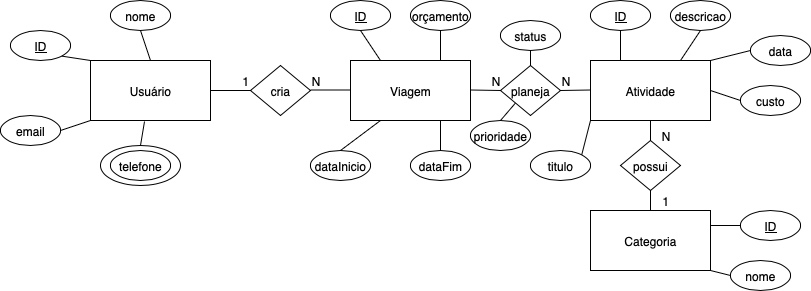 nome
ID
orçamento
ID
descricao
status
ID
data
Usuário
1
cria
N
Viagem
N
planeja
N
Atividade
custo
email
prioridade
N
telefone
dataInicio
dataFim
titulo
possui
1
ID
Categoria
nome